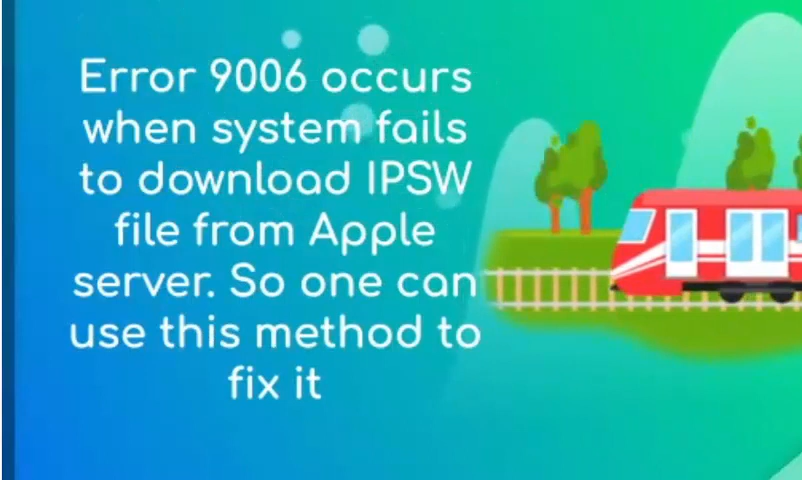 Error 9006 occurs
when system fails
to download IPSW
file from Apple
server. So one can
use this method to
fix it